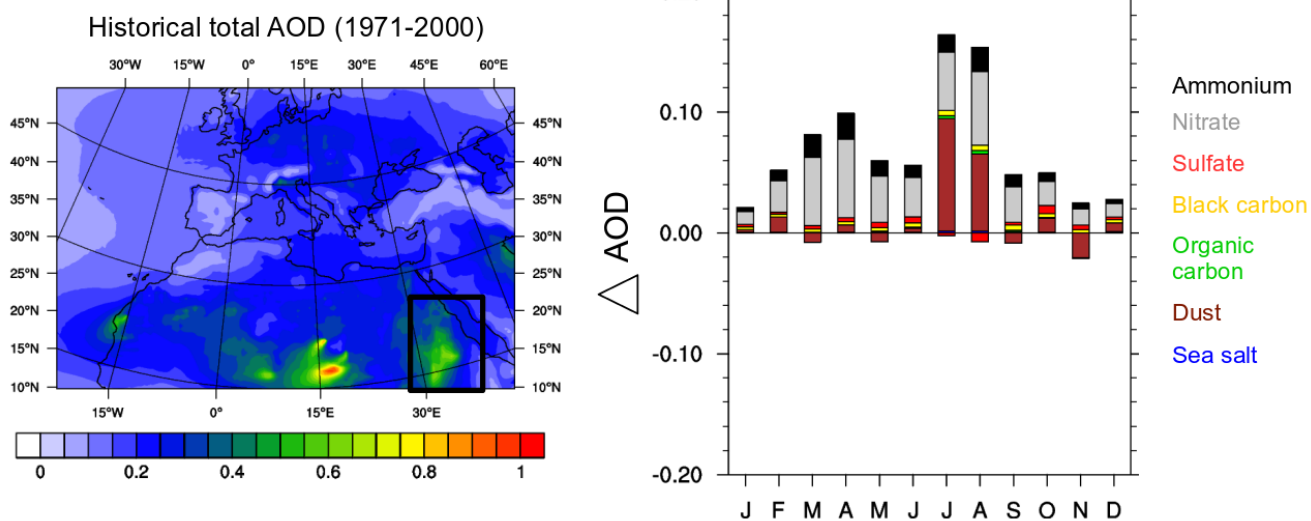 Historical total AOD (1971-2000)
30°W 15°W 0° 15°E 30°E 45°E 60°E
45°N 45°N
40°N 40°N
35°N 35°N
30°N 30°N
25°N 25°N
20°N 20°N
15°N 15°N
10°N 10°N
15°W 0° 15°E 30°E
0 0.2 0.4 0.6 0.8 1
△ AOD
0.10
0.00
-0.10
-0.20
J F M A M J J A S O N D
Ammonium
Nitrate
Sulfate
Black carbon
Organic
carbon
Dust
Sea salt